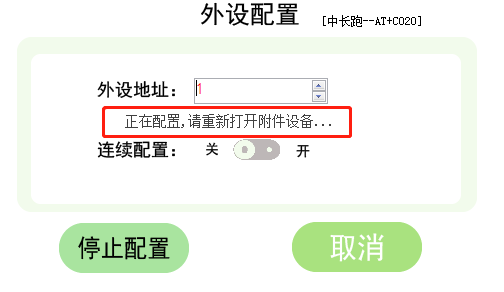 外设配置 [中长跑--AT+C020]
外设地址： 1
正在配置,请重新打开附件设备...
连续配置： 关 开
停止配置 取消